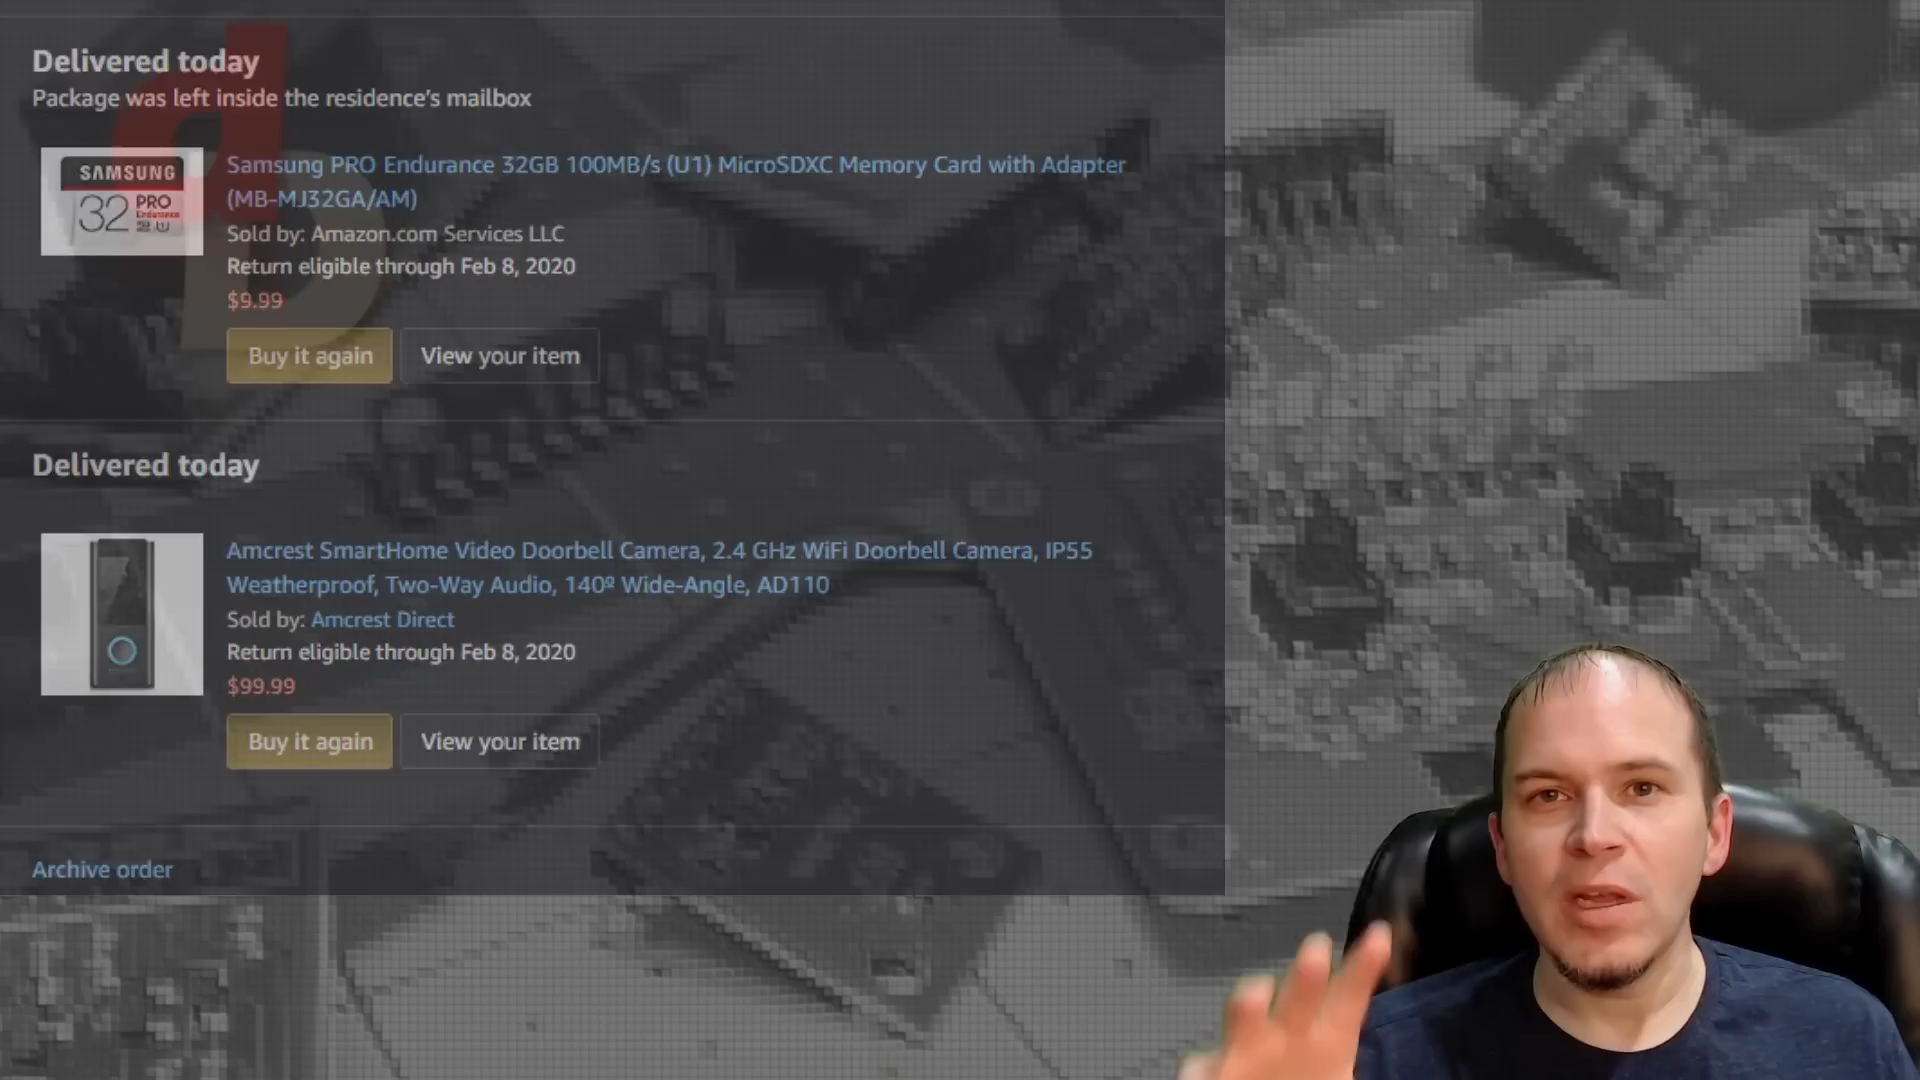 Delivered today
Package was left inside the residence's mailbox
SAMSUNG
32 PRO
Endurance
Samsung PRO Endurance 32GB 100MB/s (U1) MicroSDXC Memory Card with Adapter
(MB-MJ32GA/AM)
Sold by: Amazon.com Services LLC
Return eligible through Feb 8, 2020
$9.99
Buy it again
View your item
Delivered today
Amcrest SmartHome Video Doorbell Camera, 2.4 GHz WiFi Doorbell Camera, IP55
Weatherproof, Two-Way Audio, 140º Wide-Angle, AD110
Sold by: Amcrest Direct
Return eligible through Feb 8, 2020
$99.99
Buy it again
View your item
Archive order